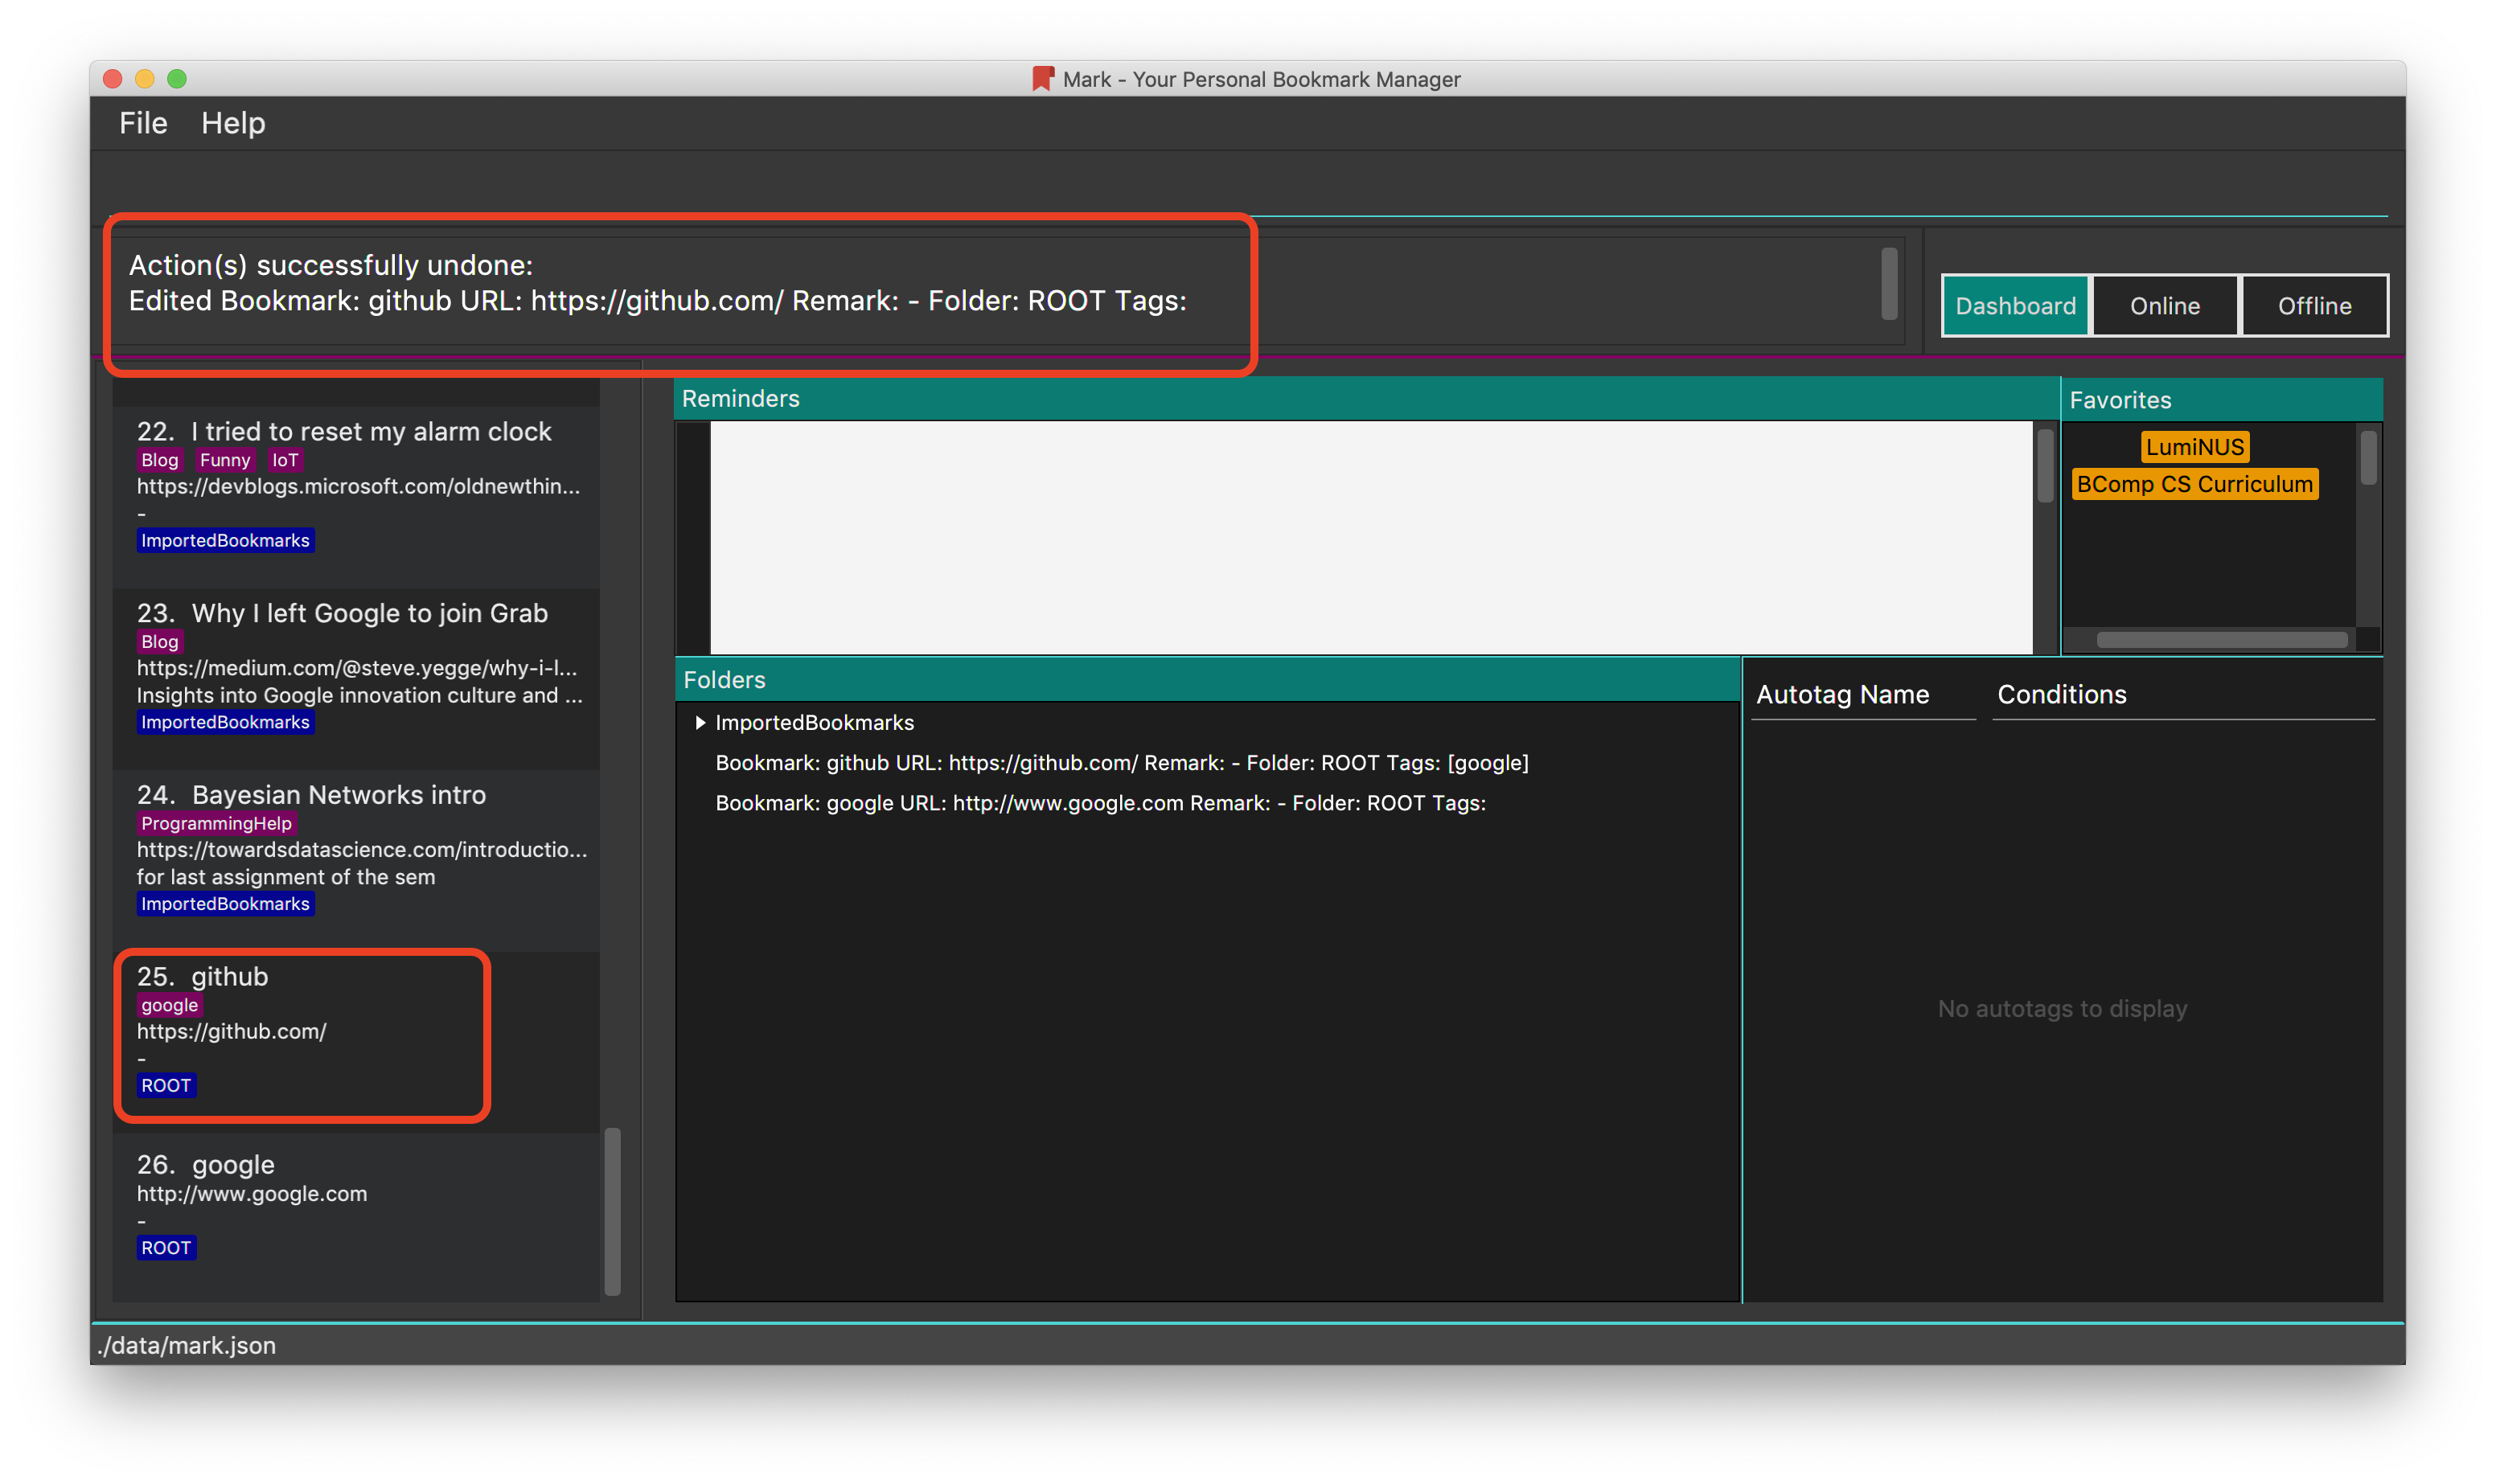 Mark - Your Personal Bookmark Manager
File Help
Action(s) successfully undone:
Edited Bookmark: github URL: https://github.com/ Remark: - Folder: ROOT Tags:
Dashboard Online Offline
22. I tried to reset my alarm clock
Blog Funny IoT
https://devblogs.microsoft.com/oldnewthin...
-
ImportedBookmarks
23. Why I left Google to join Grab
Blog
https://medium.com/@steve.yegge/why-i-l...
Insights into Google innovation culture and ...
ImportedBookmarks
24. Bayesian Networks intro
ProgrammingHelp
https://towardsdatascience.com/introductio...
for last assignment of the sem
ImportedBookmarks
25. github
google
https://github.com/
-
ROOT
26. google
http://www.google.com
-
ROOT
Reminders
Favorites
LumiNUS
BComp CS Curriculum
Folders
ImportedBookmarks
Bookmark: github URL: https://github.com/ Remark: - Folder: ROOT Tags: [google]
Bookmark: google URL: http://www.google.com Remark: - Folder: ROOT Tags:
Autotag Name Conditions
No autotags to display
./data/mark.json